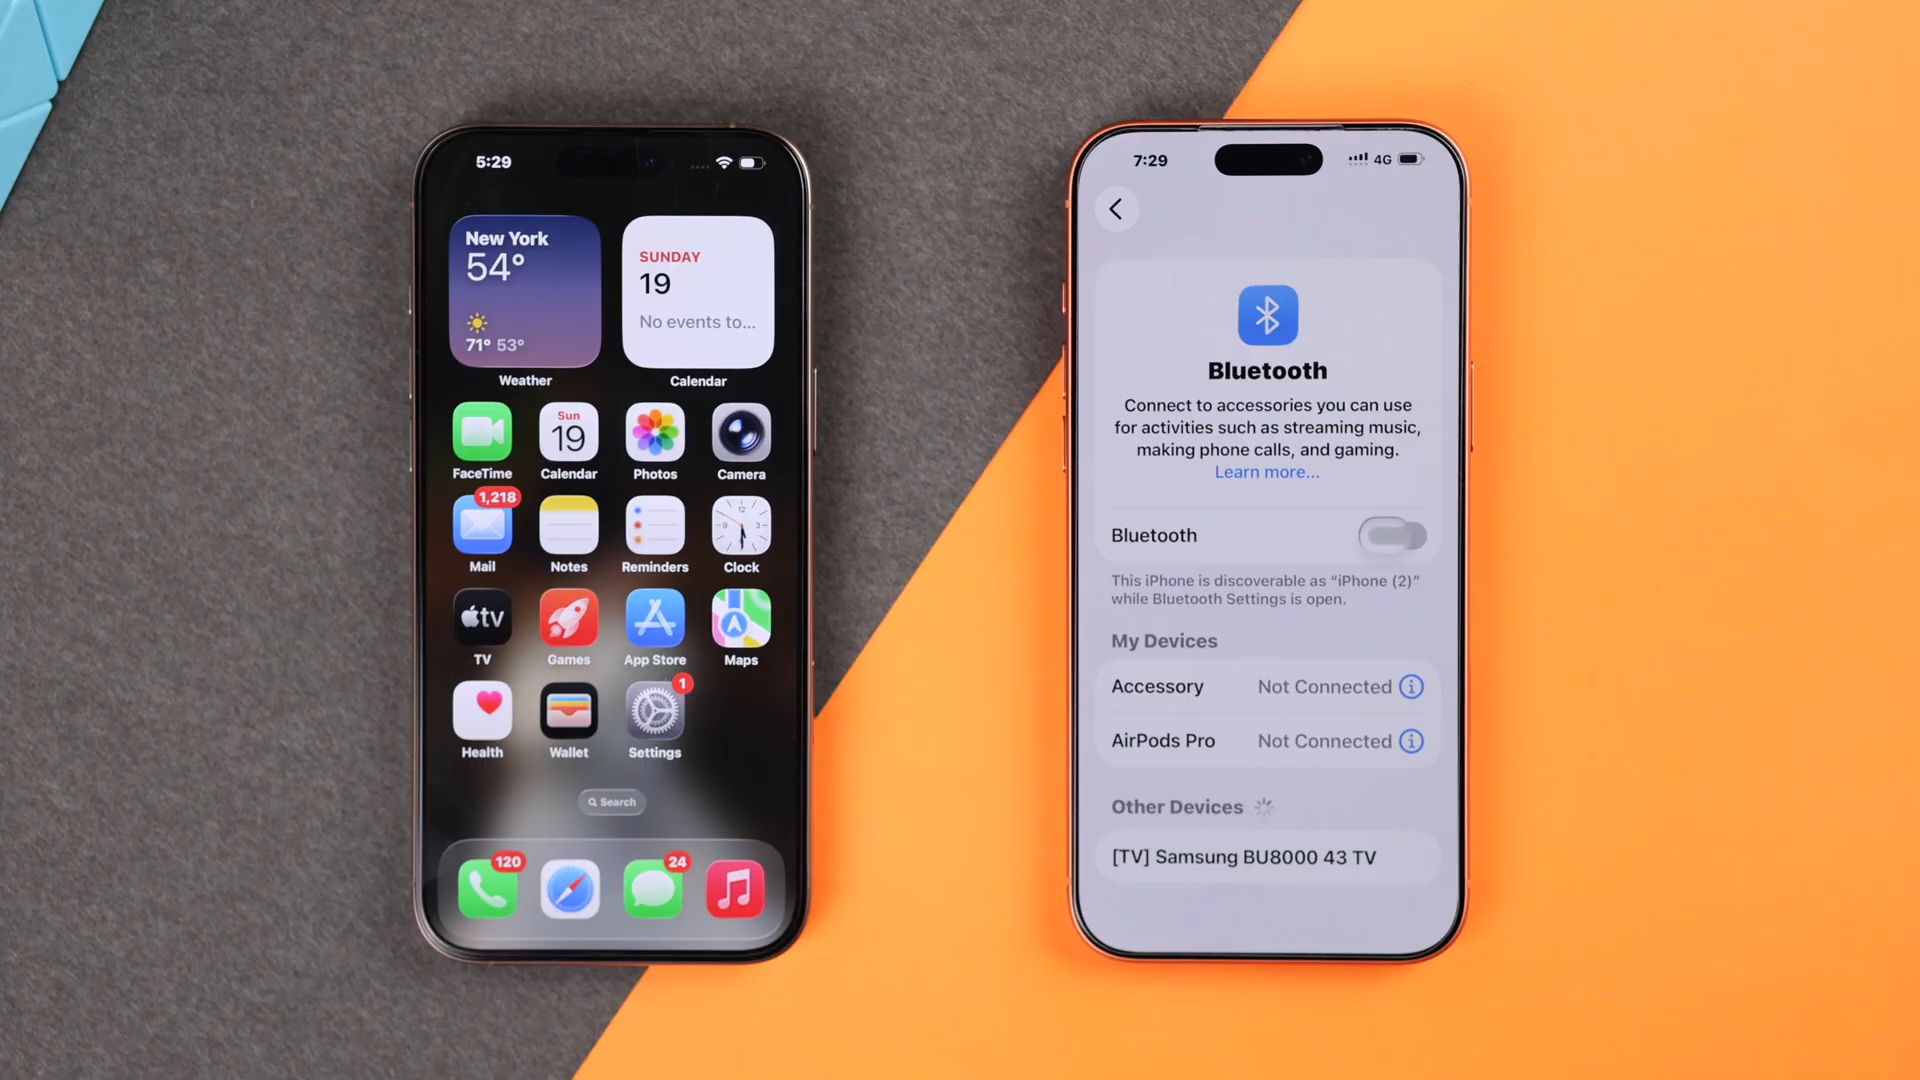 5:29
New York
54°
71° 53°
Weather
SUNDAY
19
No events to...
Calendar
FaceTime
Sun
19
Calendar
Photos
Camera
1,218
Mail
Notes
Reminders
12
9
3
Clock
tv
TV
Games
App Store
Maps
Health
Wallet
1
Settings
Search
120
24
7:29
4G
Bluetooth
Connect to accessories you can use
for activities such as streaming music,
making phone calls, and gaming.
Learn more...
Bluetooth
This iPhone is discoverable as “iPhone (2)”
while Bluetooth Settings is open.
My Devices
Accessory Not Connected
AirPods Pro Not Connected
Other Devices
[TV] Samsung BU8000 43 TV